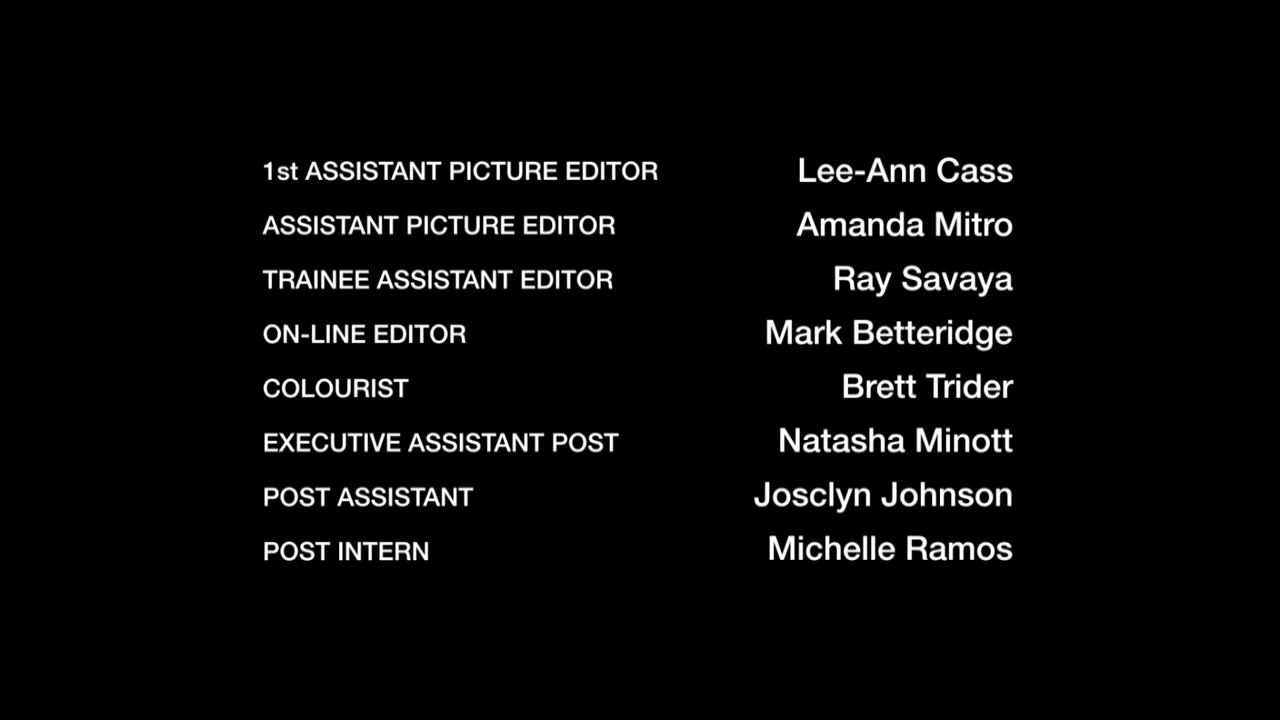 1st ASSISTANT PICTURE EDITOR Lee-Ann Cass
ASSISTANT PICTURE EDITOR Amanda Mitro
TRAINEE ASSISTANT EDITOR Ray Savaya
ON-LINE EDITOR Mark Betteridge
COLOURIST Brett Trider
EXECUTIVE ASSISTANT POST Natasha Minott
POST ASSISTANT Josclyn Johnson
POST INTERN Michelle Ramos